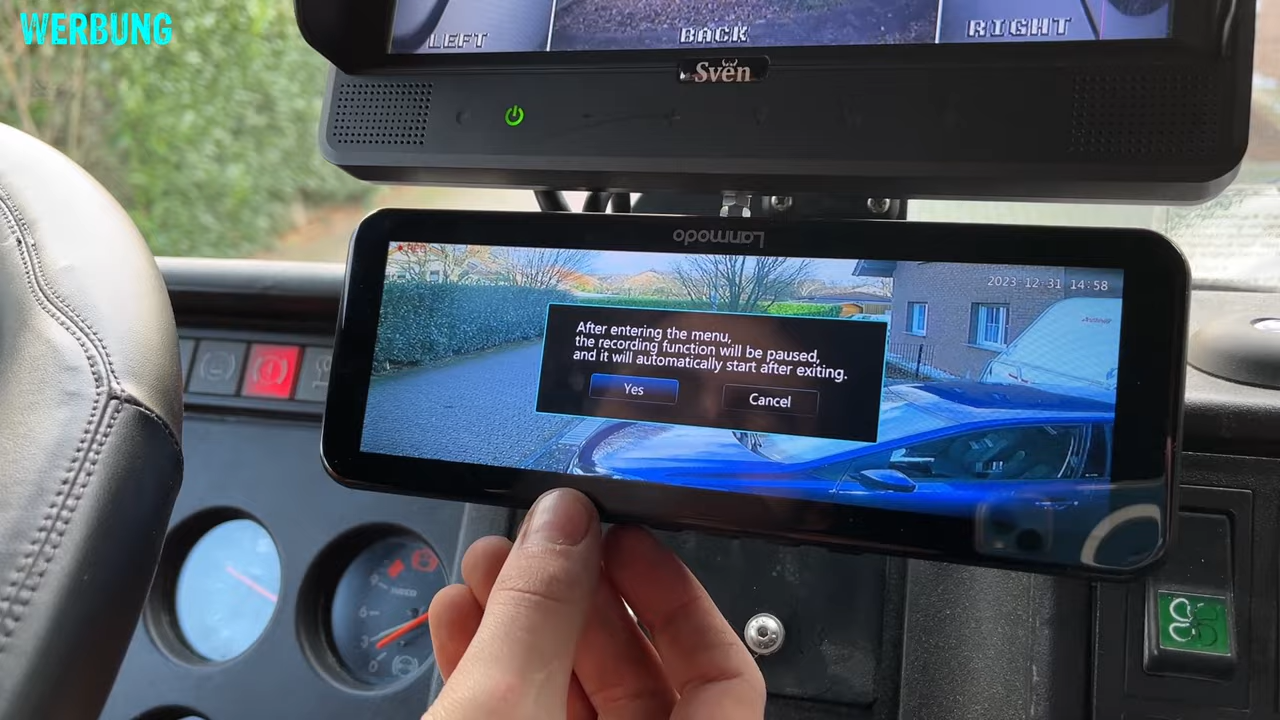 WERBUNG
LEFT
BACK
RIGHT
Sven
Lanmodo
REC
2023 12 31 14:58
After entering the menu,
the recording function will be paused,
and it will automatically start after exiting.
Yes
Cancel